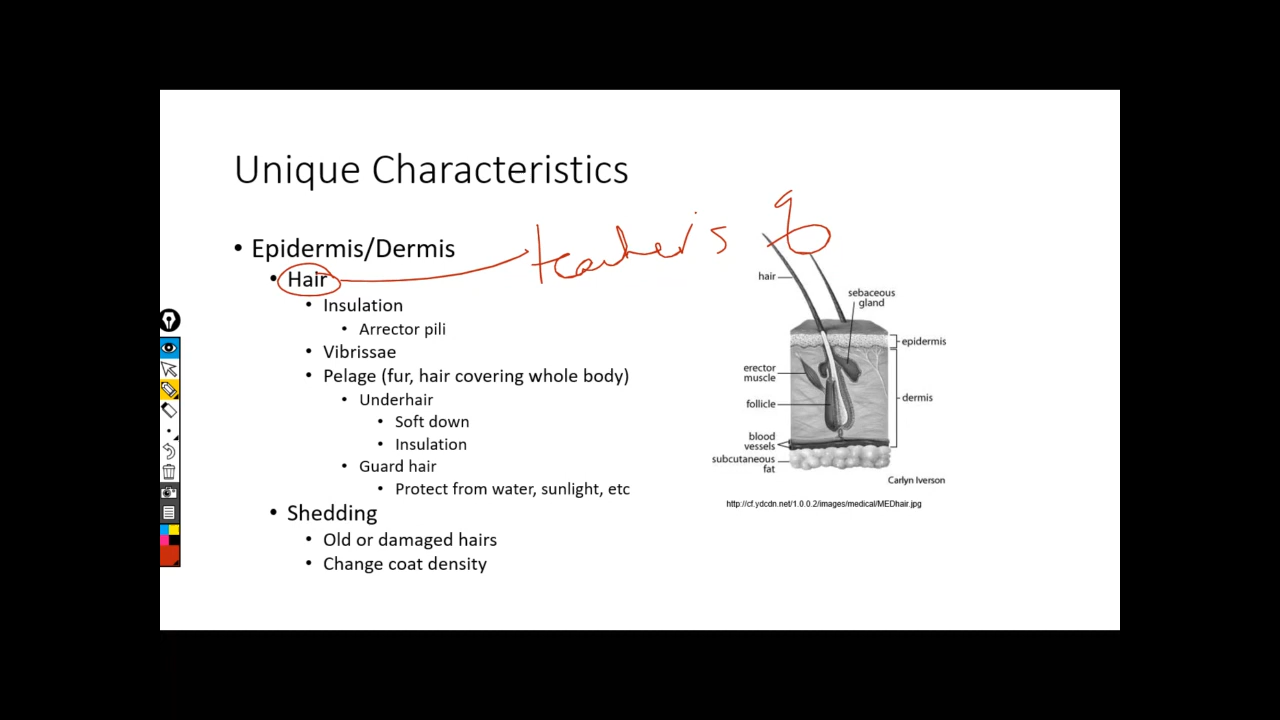 Unique Characteristics
• Epidermis/Dermis
• Hair
teacher's
• Insulation
• Arrector pili
• Vibrissae
• Pelage (fur, hair covering whole body)
• Underhair
• Soft down
• Insulation
• Guard hair
• Protect from water, sunlight, etc
• Shedding
• Old or damaged hairs
• Change coat density
hair
sebaceous
gland
epidermis
erector
muscle
follicle
dermis
blood
vessels
subcutaneous
fat
Carlyn Iverson
http://cf.ydcdn.net/1.0.0.2/images/medical/MEDhair.jpg